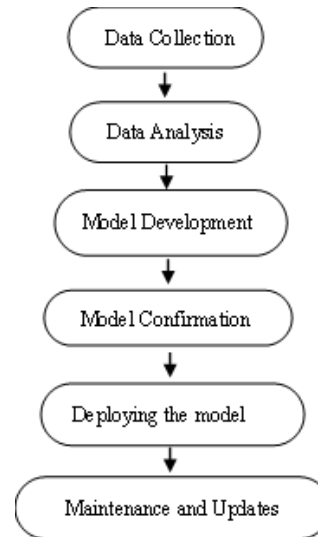 Data Collection
Data Analysis
Model Development
Model Confirmation
Deploying the model
Maintenance and Updates